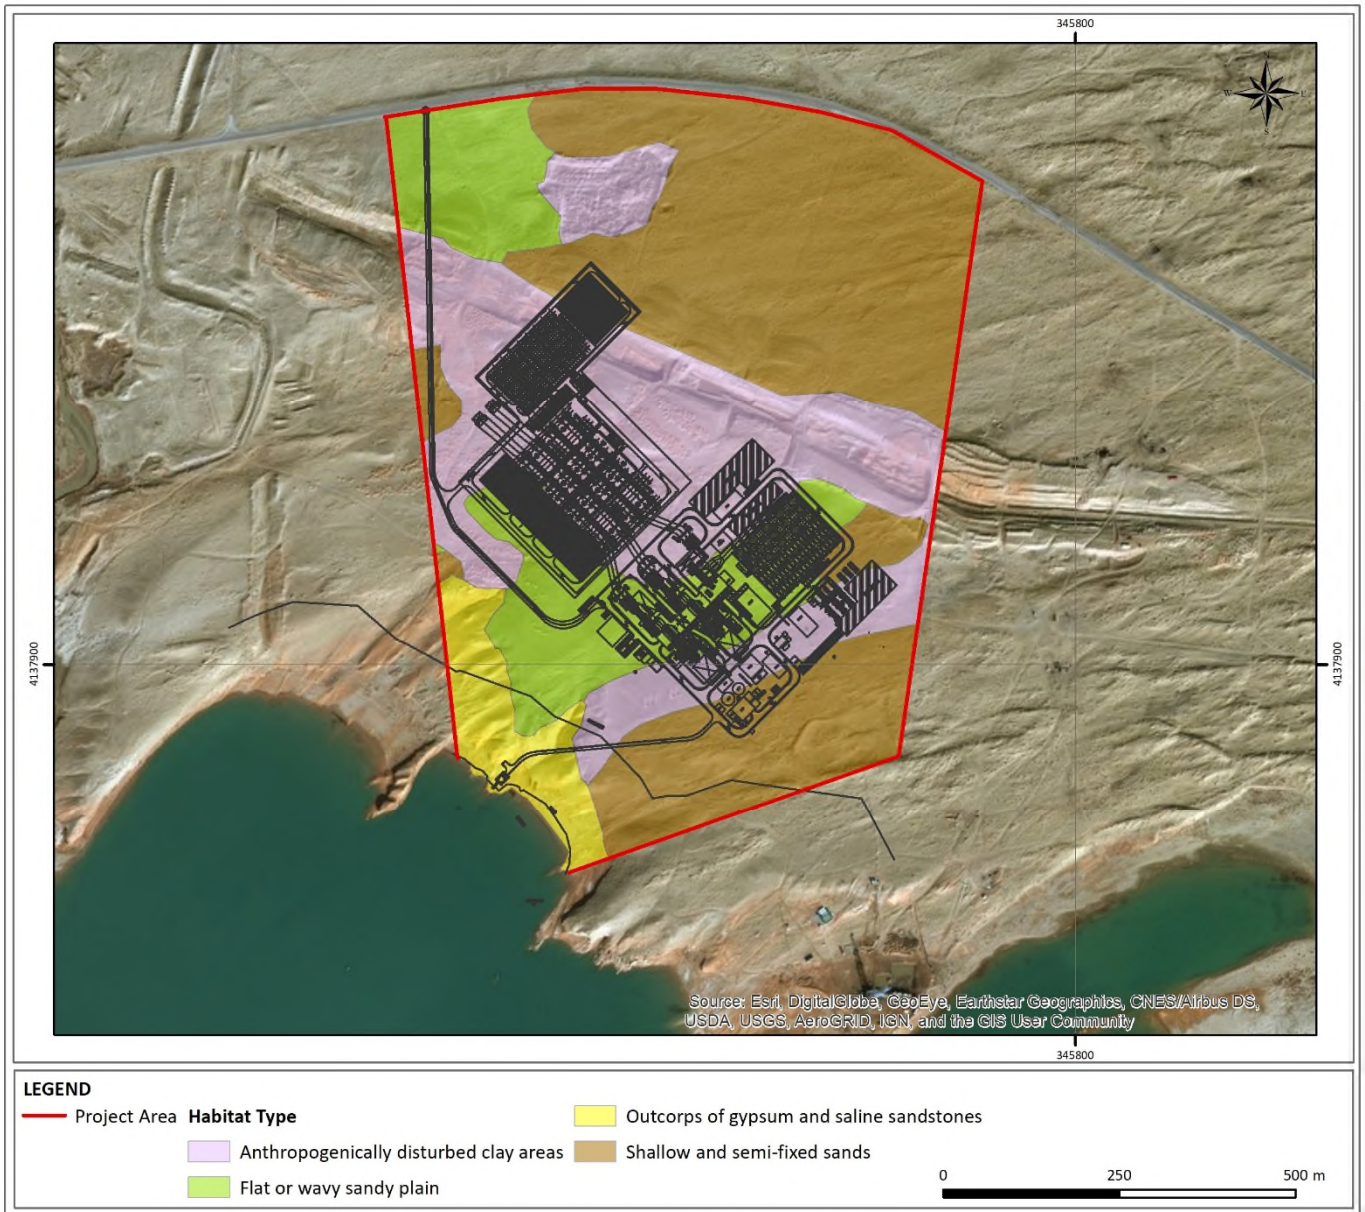 345800
N
W
E
S
4137900
4137900
Source: Esri, DigitalGlobe, GeoEye, Earthstar Geographics, CNES/Airbus DS,
USDA, USGS, AeroGRID, IGN, and the GIS User Community
345800
LEGEND
Project Area
Habitat Type
Outcorps of gypsum and saline sandstones
Anthropogenically disturbed clay areas
Shallow and semi-fixed sands
Flat or wavy sandy plain
0 250 500 m